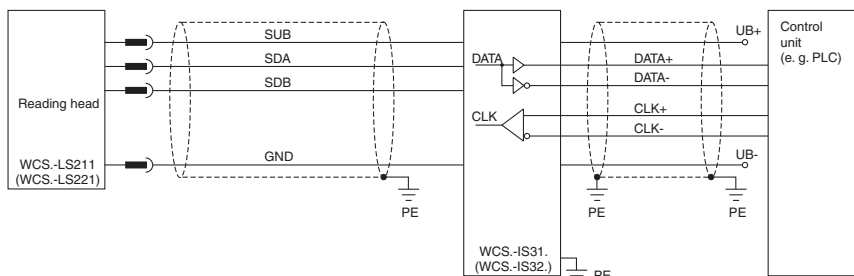 Reading head
WCS.-LS211
(WCS.-LS221)
SUB
SDA
SDB
GND
PE
DATA
CLK
WCS.-IS31.
(WCS.-IS32.)
PE
UB+
DATA+
DATA-
CLK+
CLK-
UB-
PE
PE
Control
unit
(e. g. PLC)